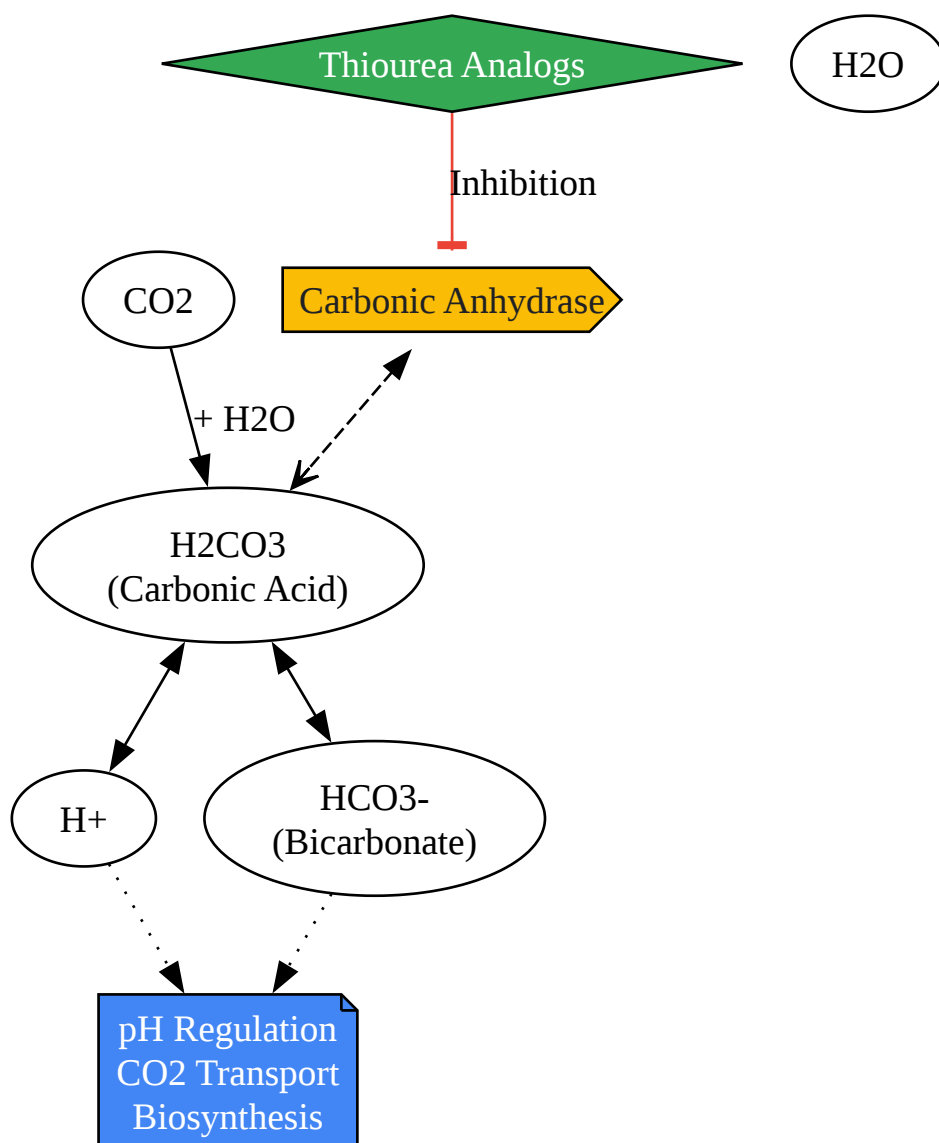 Thiourea Analogs
H2O
Inhibition
CO2
Carbonic Anhydrase
+ H2O
H2CO3
(Carbonic Acid)
H+
HCO3-
(Bicarbonate)
pH Regulation
CO2 Transport
Biosynthesis